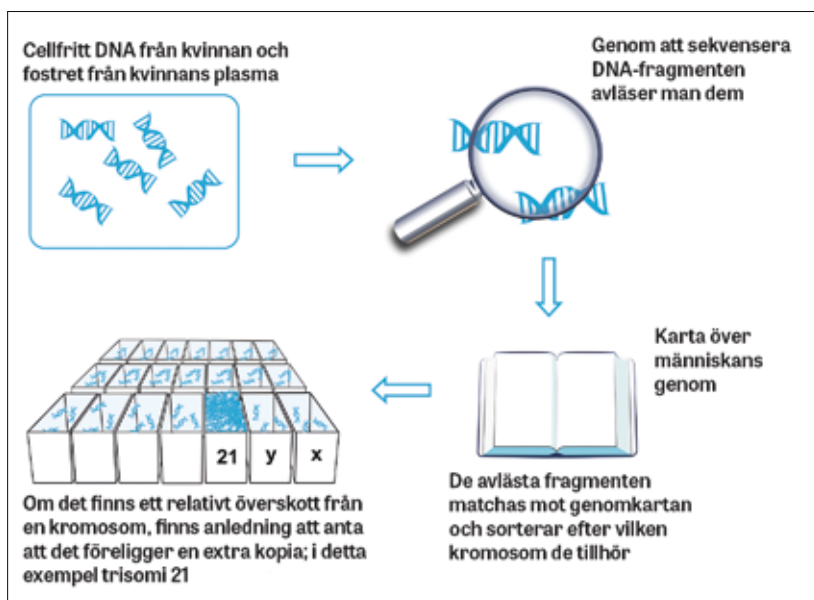 Cellfritt DNA från kvinnan och
fostret från kvinnans plasma
Genom att sekvensera
DNA-fragmenten
avläser man dem
Karta över
människans
genom
De avlästa fragmenten
matchas mot genomkartan
och sorterar efter vilken
kromosom de tillhör
21
y
x
Om det finns ett relativt överskott från
en kromosom, finns anledning att anta
att det föreligger en extra kopia; i detta
exempel trisomi 21